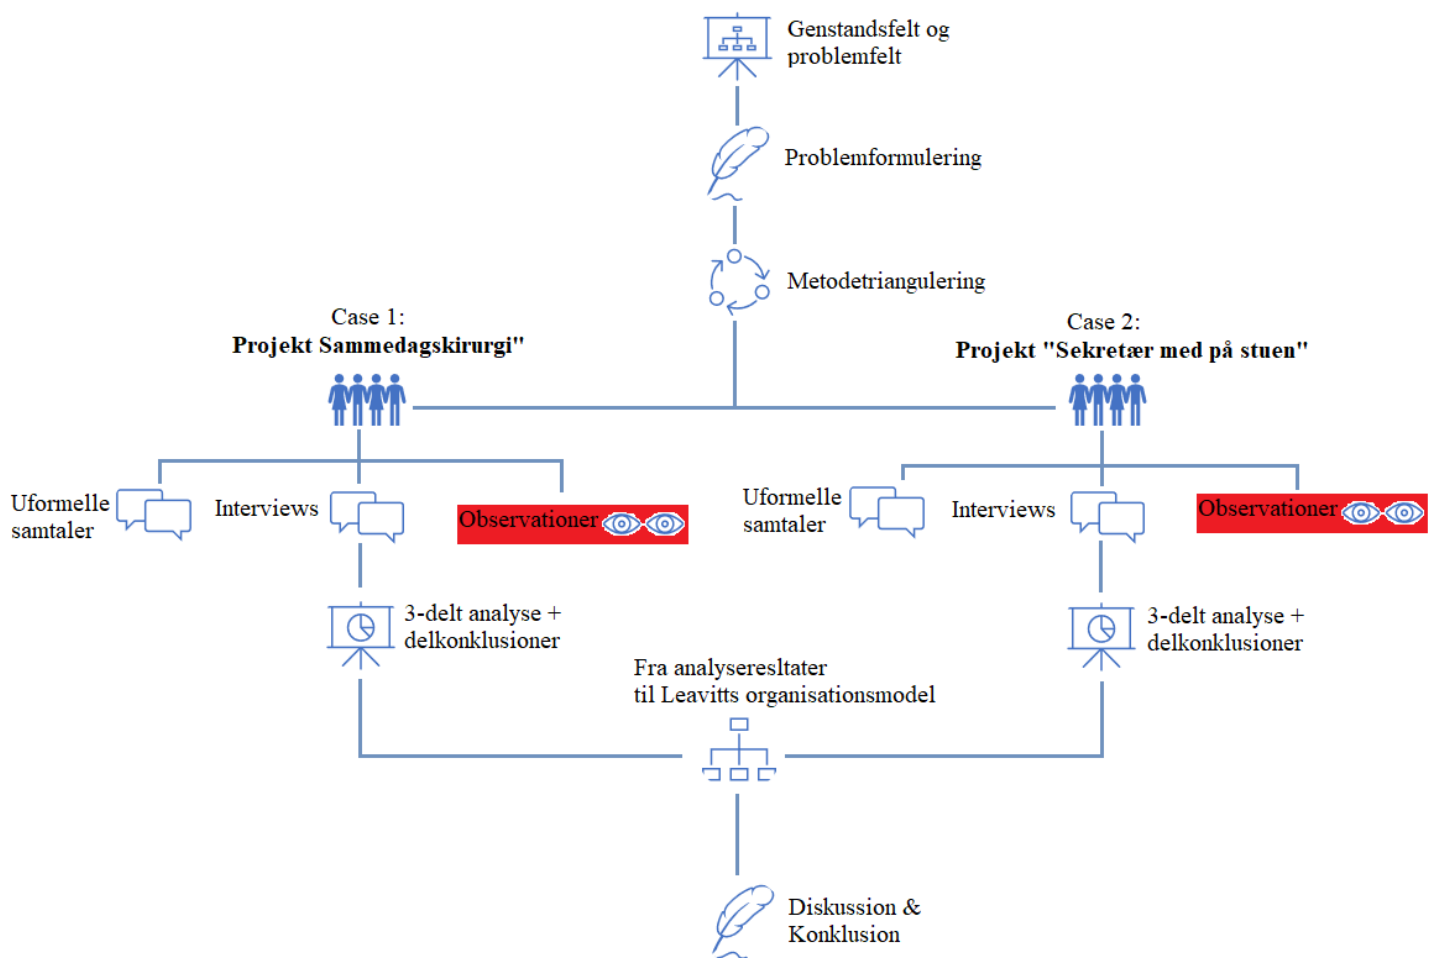 Genstandsfelt og
problemfelt
Problemformulering
Metodetriangulering
Case 1:
Projekt Sammedagskirurgi"
Case 2:
Projekt "Sekretær med på stuen"
Uformelle
samtaler
Interviews
Observationer
Uformelle
samtaler
Interviews
Observationer
3-delt analyse +
delkonklusioner
3-delt analyse +
delkonklusioner
Fra analyseresltater
til Leavitts organisationsmodel
Diskussion &
Konklusion